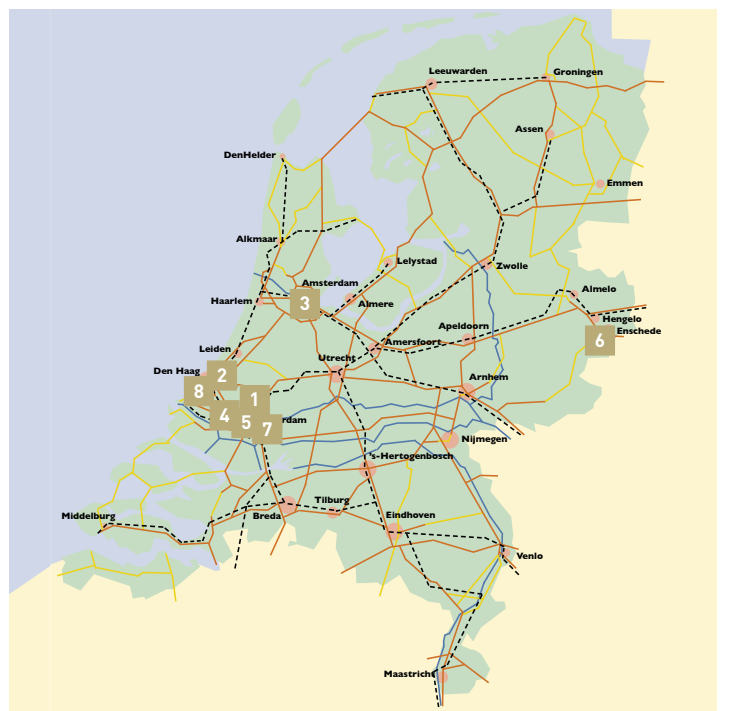 Leeuwarden
Groningen
Assen
DenHelder
Emmen
Alkmaar
Lelystad
Zwolle
Amsterdam
Almelo
Haarlem
3
Almere
Hengelo
Apeldoorn
Enschede
6
Amersfoort
Leiden
Utrecht
Den Haag
2
Arnhem
8
1
4
5
7
rdam
Nijmegen
's-Hertogenbosch
Tilburg
Middelburg
Breda
Eindhoven
Venlo
Maastricht